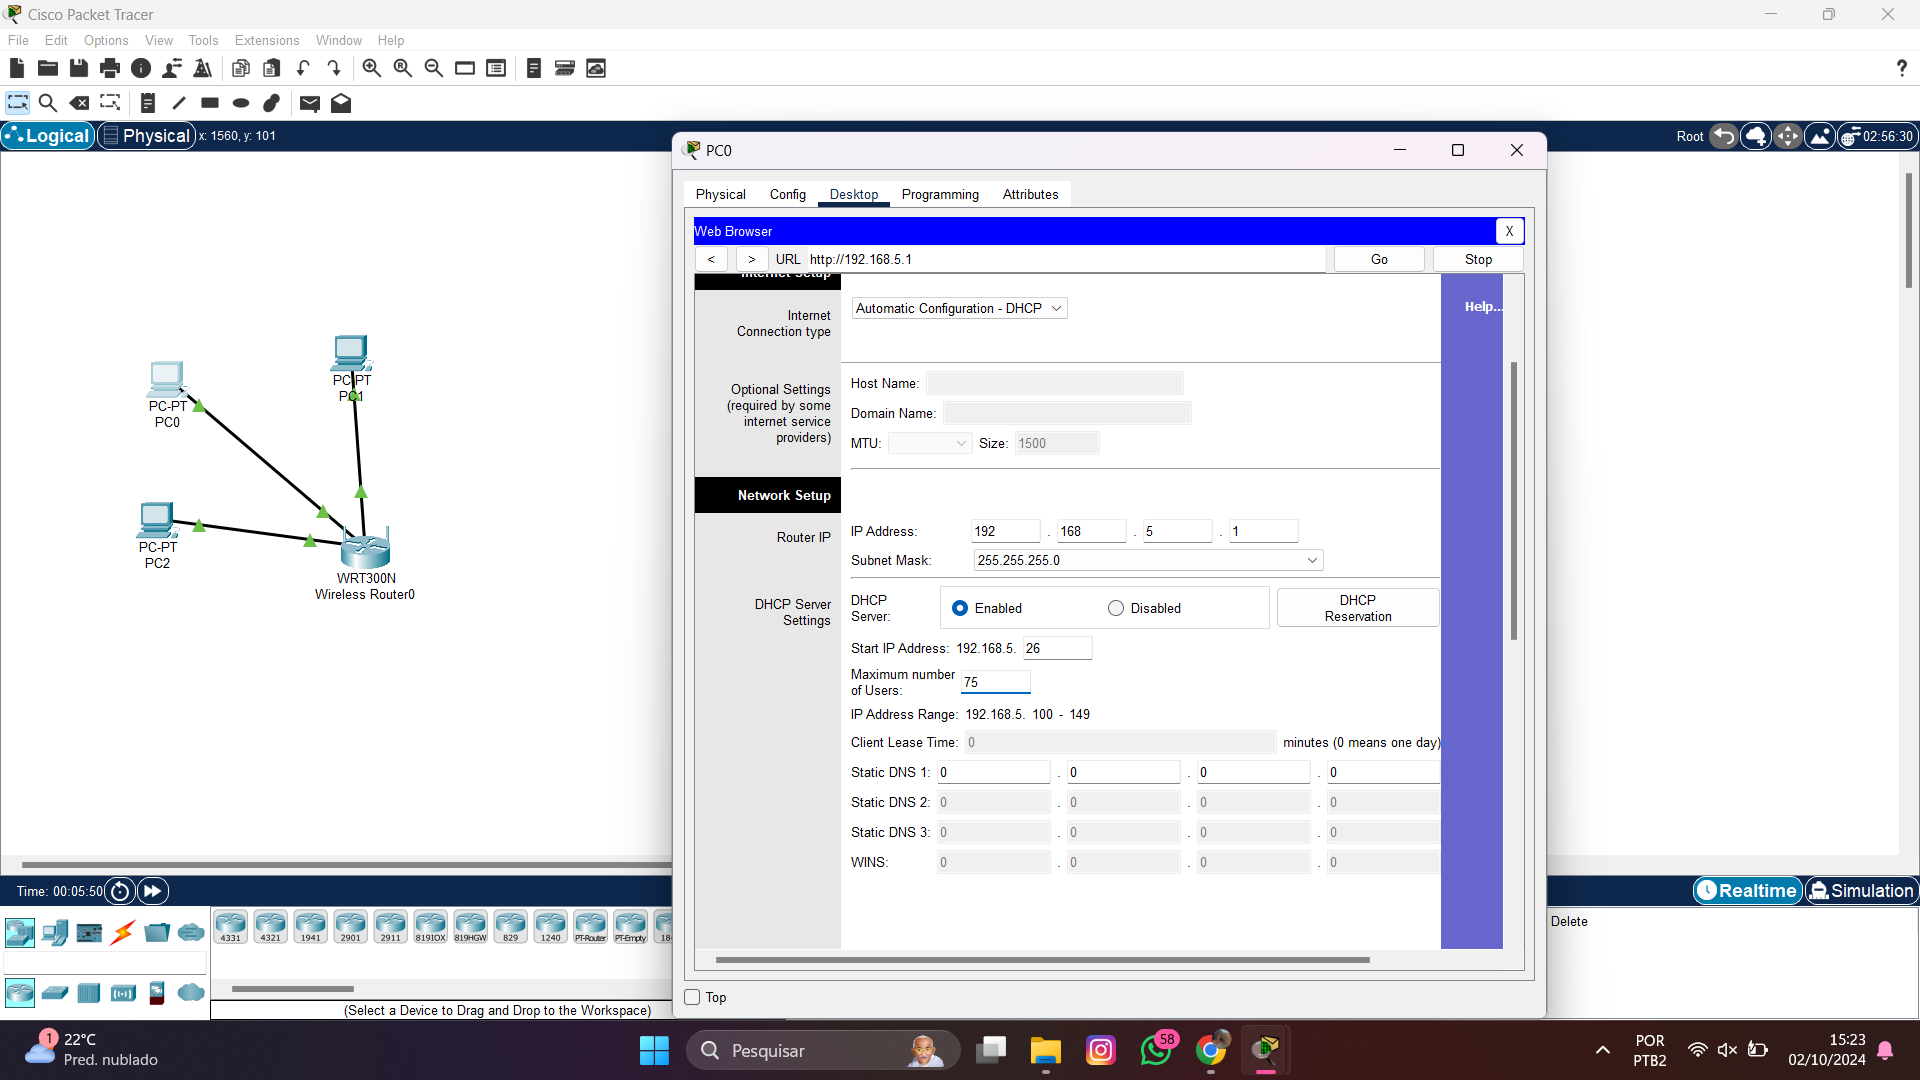 Cisco Packet Tracer
File Edit Options View Tools Extensions Window Help
?
Logical Physical x: 1560, y: 101
Root 02:56:30
PC0
Physical Config Desktop Programming Attributes
Web Browser X
< > URL http://192.168.5.1 Go Stop
Internet Setup
Help...
Internet
Connection type
Automatic Configuration - DHCP
Optional Settings
(required by some
internet service
providers)
Host Name:
Domain Name:
MTU: Size: 1500
Network Setup
Router IP
IP Address: 192 . 168 . 5 . 1
Subnet Mask: 255.255.255.0
DHCP Server
Settings
DHCP
Server:
Enabled Disabled
DHCP
Reservation
Start IP Address: 192.168.5. 26
Maximum number
of Users:
75
IP Address Range: 192.168.5. 100 - 149
Client Lease Time: 0 minutes (0 means one day)
Static DNS 1: 0 . 0 . 0 . 0
Static DNS 2: 0 . 0 . 0 . 0
Static DNS 3: 0 . 0 . 0 . 0
WINS: 0 . 0 . 0 . 0
Top
PC-PT
PC0
PC-PT
PC1
PC-PT
PC2
WRT300N
Wireless Router0
Time: 00:05:50
Realtime Simulation
4331 4321 1941 2901 2911 819IOX 819HGW 829 1240 PT-Router PT-Empty 18
Delete
(Select a Device to Drag and Drop to the Workspace)
1
22°C
Pred. nublado
Pesquisar
58
POR
PTB2
15:23
02/10/2024